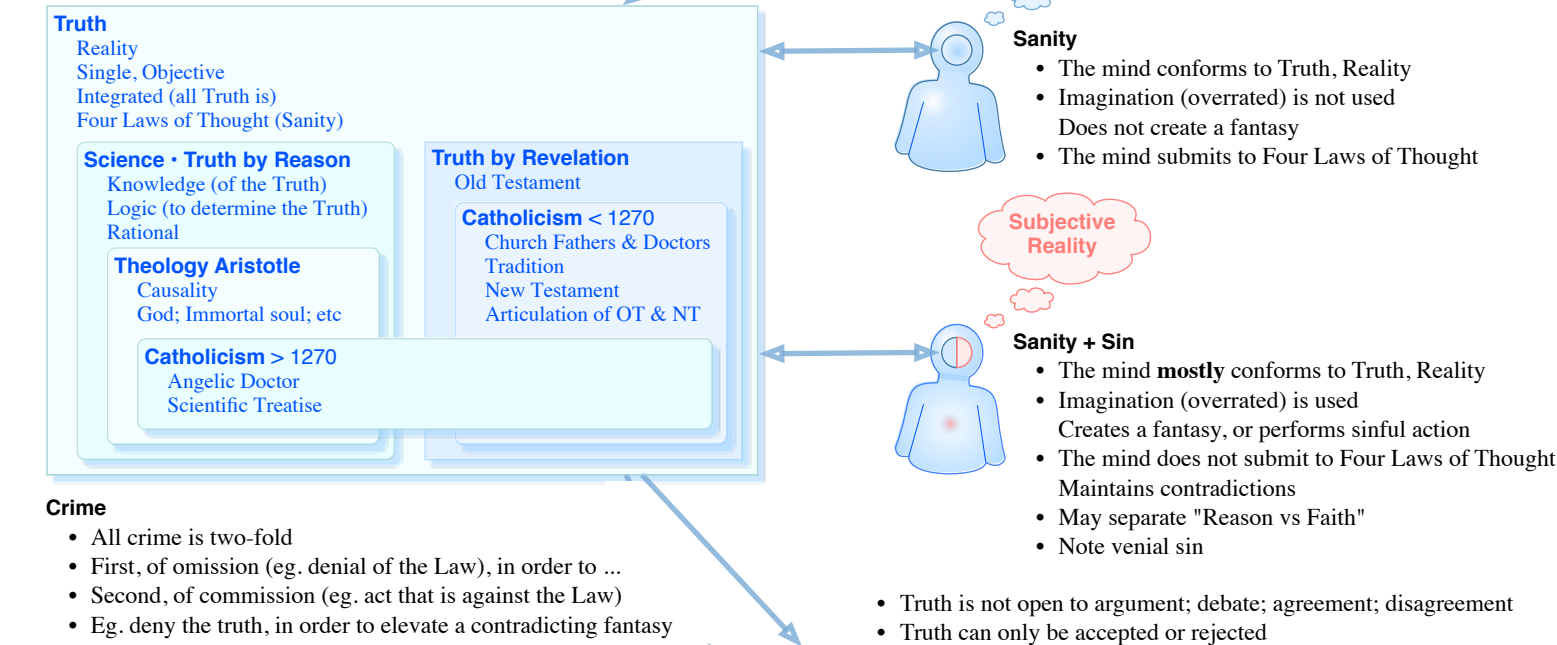 Truth
Reality
Single, Objective
Integrated (all Truth is)
Four Laws of Thought (Sanity)
Science • Truth by Reason
Knowledge (of the Truth)
Logic (to determine the Truth)
Rational
Theology Aristotle
Causality
God; Immortal soul; etc
Truth by Revelation
Old Testament
Catholicism < 1270
Church Fathers & Doctors
Tradition
New Testament
Articulation of OT & NT
Catholicism > 1270
Angelic Doctor
Scientific Treatise
Sanity
• The mind conforms to Truth, Reality
• Imagination (overrated) is not used
Does not create a fantasy
• The mind submits to Four Laws of Thought
Subjective
Reality
Sanity + Sin
• The mind mostly conforms to Truth, Reality
• Imagination (overrated) is used
Creates a fantasy, or performs sinful action
• The mind does not submit to Four Laws of Thought
Maintains contradictions
• May separate "Reason vs Faith"
• Note venial sin
Crime
• All crime is two-fold
• First, of omission (eg. denial of the Law), in order to ...
• Second, of commission (eg. act that is against the Law)
• Eg. deny the truth, in order to elevate a contradicting fantasy
• Truth is not open to argument; debate; agreement; disagreement
• Truth can only be accepted or rejected